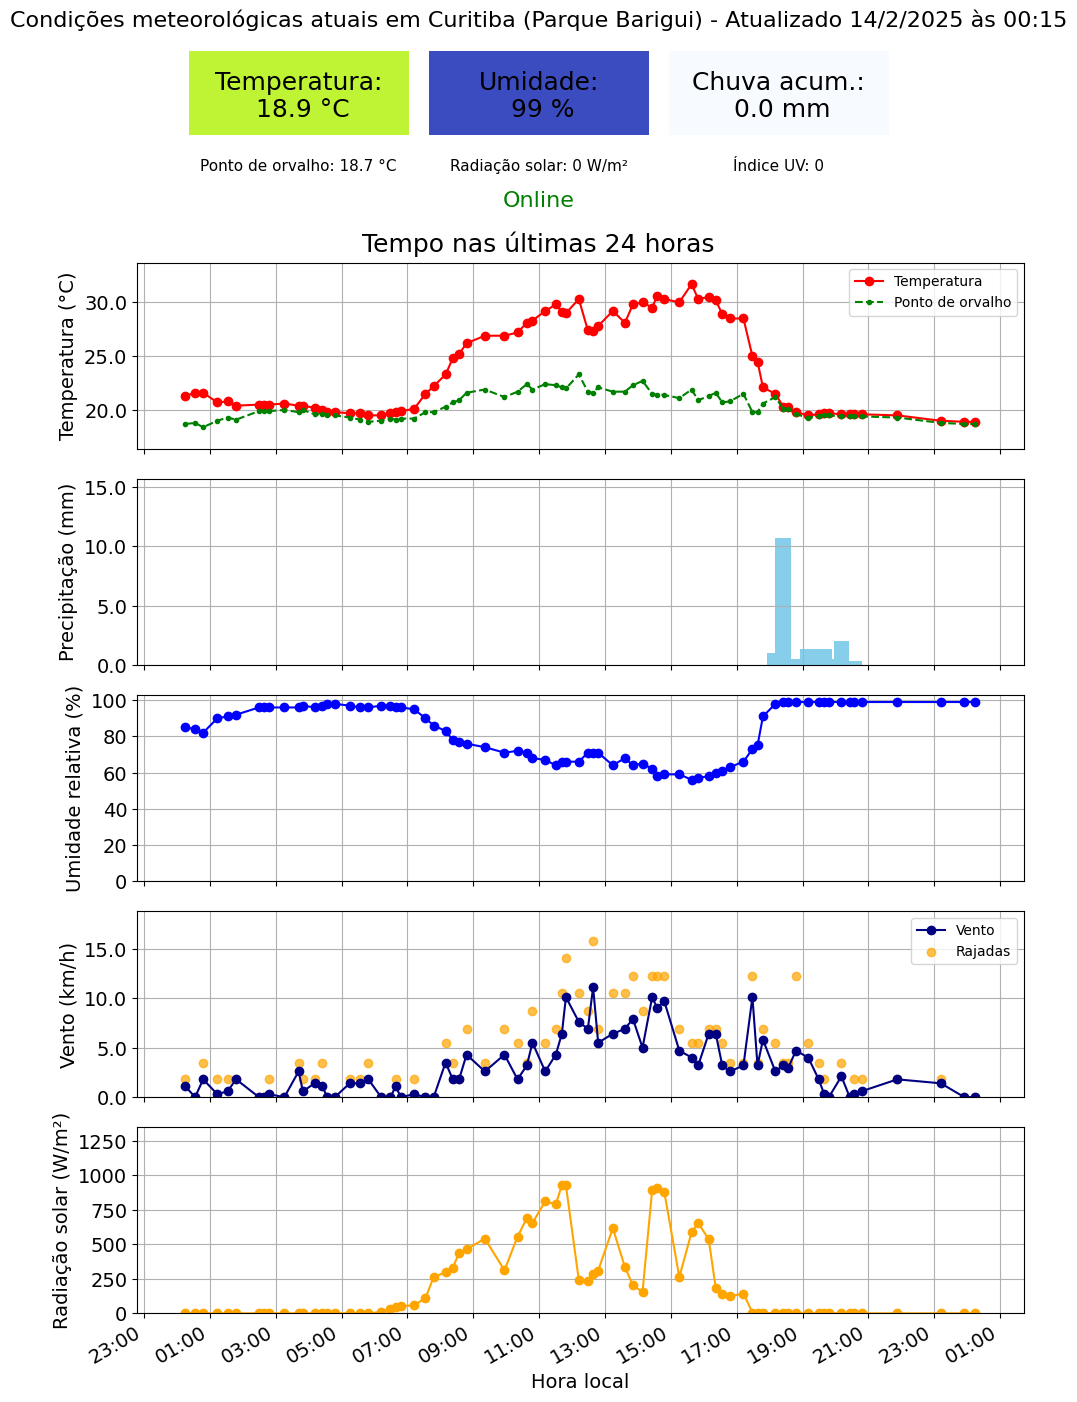 Condições meteorológicas atuais em Curitiba (Parque Barigui) - Atualizado 14/2/2025 às 00:15
Temperatura:
18.9 °C
Umidade:
99 %
Chuva acum.:
0.0 mm
Ponto de orvalho: 18.7 °C
Radiação solar: 0 W/m²
Índice UV: 0
Online
Tempo nas últimas 24 horas
Temperatura (°C)
30.0
25.0
20.0
Temperatura
Ponto de orvalho
Precipitação (mm)
15.0
10.0
5.0
0.0
Umidade relativa (%)
100
80
60
40
20
0
Vento (km/h)
15.0
10.0
5.0
0.0
Vento
Rajadas
Radiação solar (W/m²)
1250
1000
750
500
250
0
23:00
01:00
03:00
05:00
07:00
09:00
11:00
13:00
15:00
17:00
19:00
21:00
23:00
01:00
Hora local